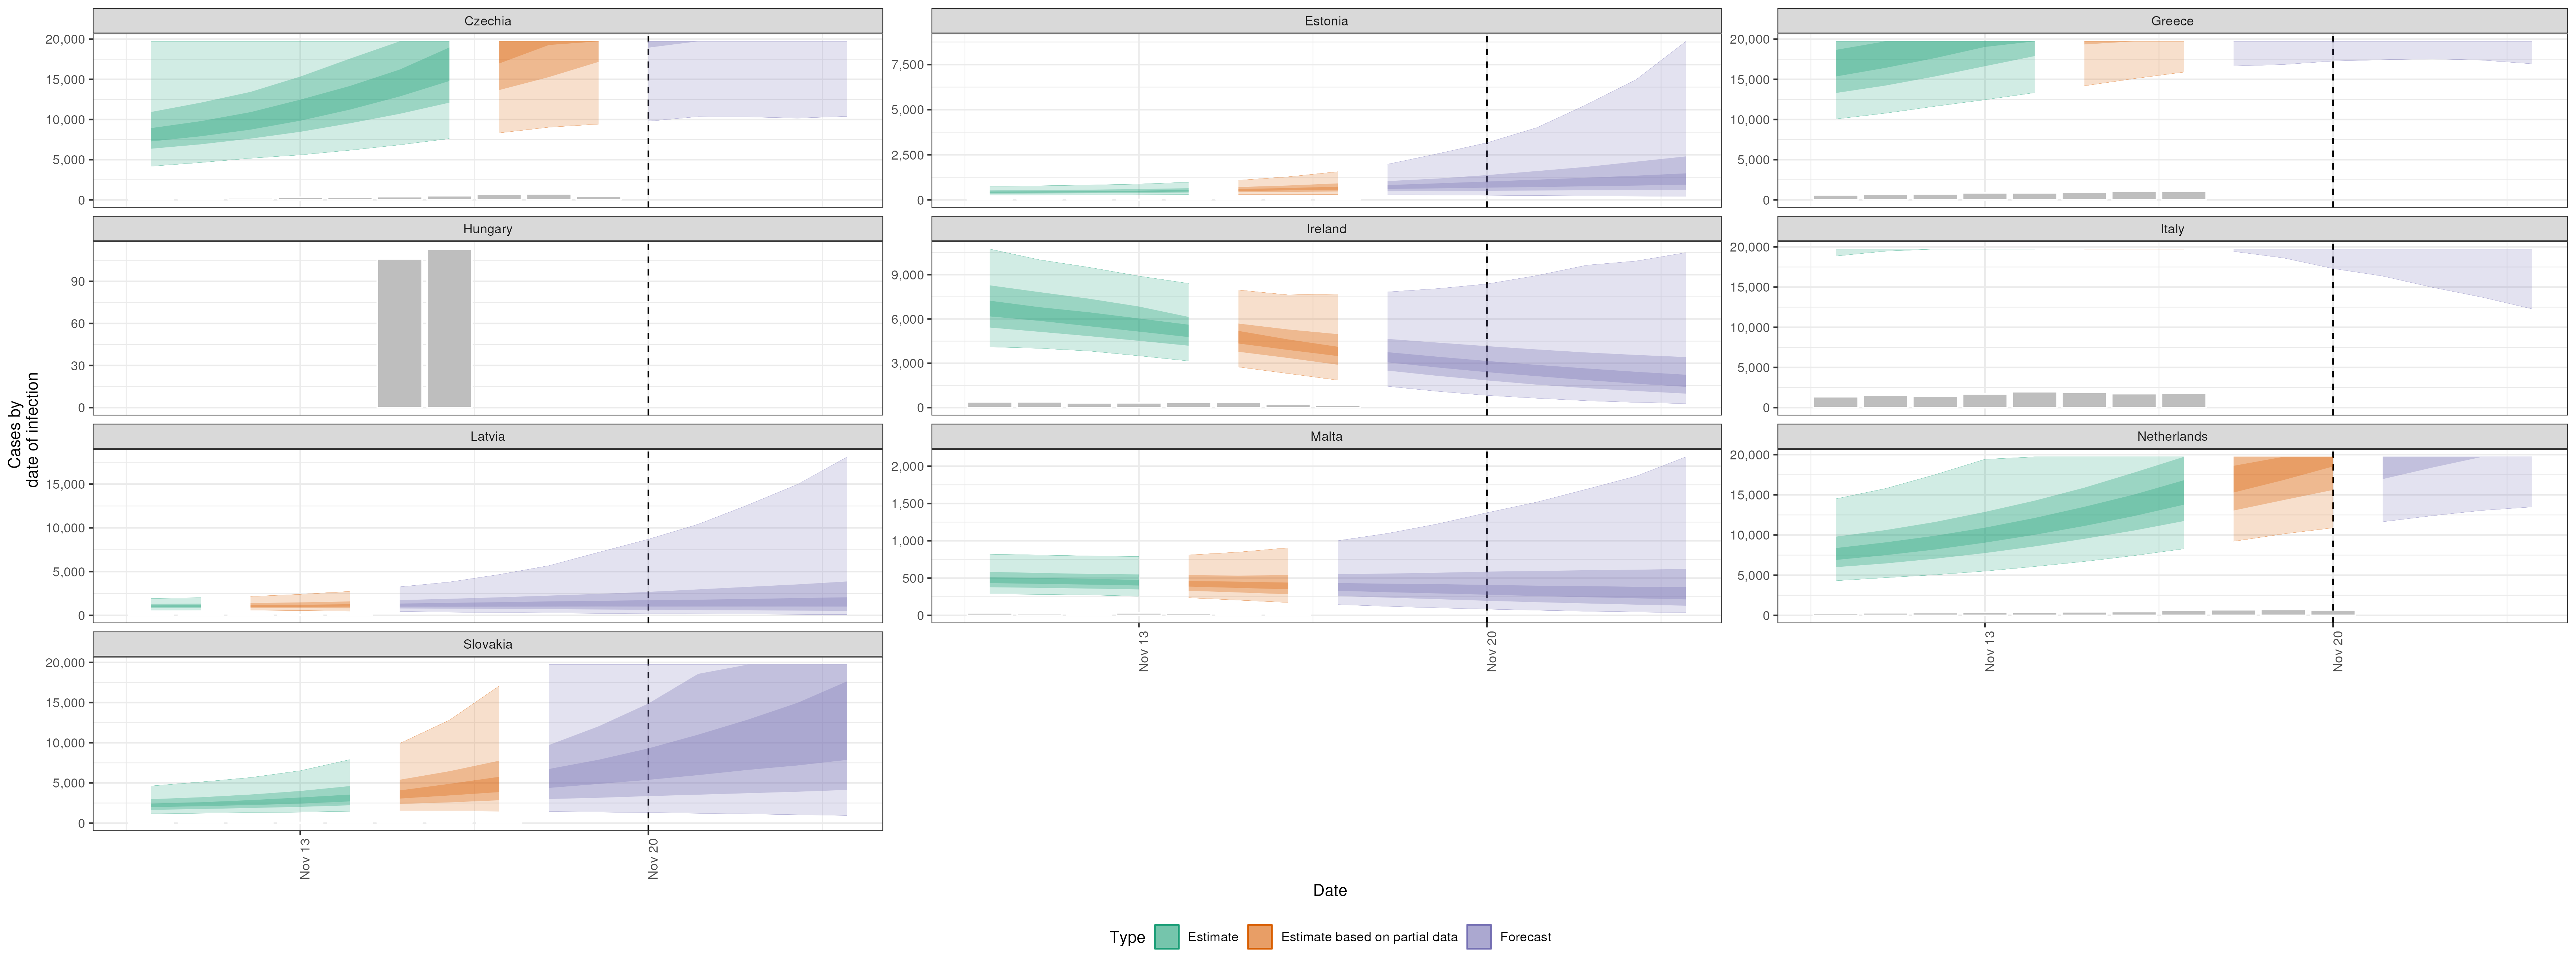 Czechia
Estonia
Greece
20,000
15,000
10,000
5,000
0
7,500
5,000
2,500
0
20,000
15,000
10,000
5,000
0
Hungary
Ireland
Italy
90
60
30
0
9,000
6,000
3,000
0
20,000
15,000
10,000
5,000
0
Cases by
date of infection
Latvia
Malta
Netherlands
15,000
10,000
5,000
0
2,000
1,500
1,000
500
0
20,000
15,000
10,000
5,000
0
Nov 13
Nov 20
Nov 13
Nov 20
Slovakia
20,000
15,000
10,000
5,000
0
Nov 13
Nov 20
Date
Type Estimate Estimate based on partial data Forecast